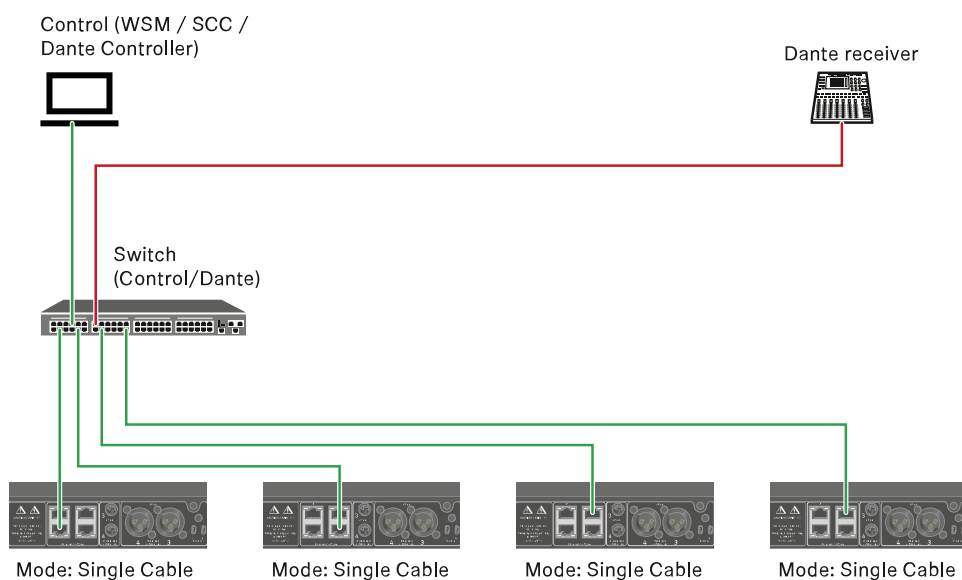 Control (WSM / SCC /
Dante Controller)
Dante receiver
Switch
(Control/Dante)
Mode: Single Cable
Mode: Single Cable
Mode: Single Cable
Mode: Single Cable